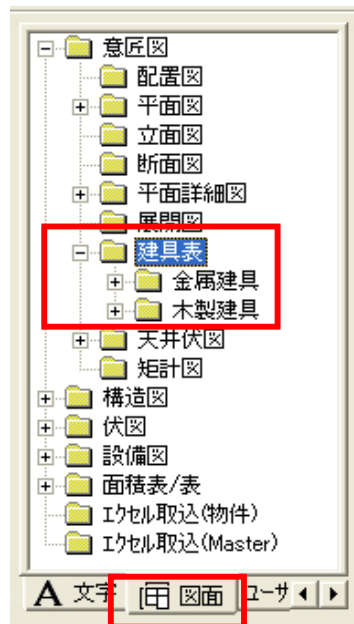 意匠図
配置図
平面図
立面図
断面図
平面詳細図
展開図
建具表
金属建具
木製建具
天井伏図
矩計図
構造図
伏図
設備図
面積表/表
ｴｸｾﾙ取込(物件)
ｴｸｾﾙ取込(Master)
A 文字 図面 ﾕｰｻ